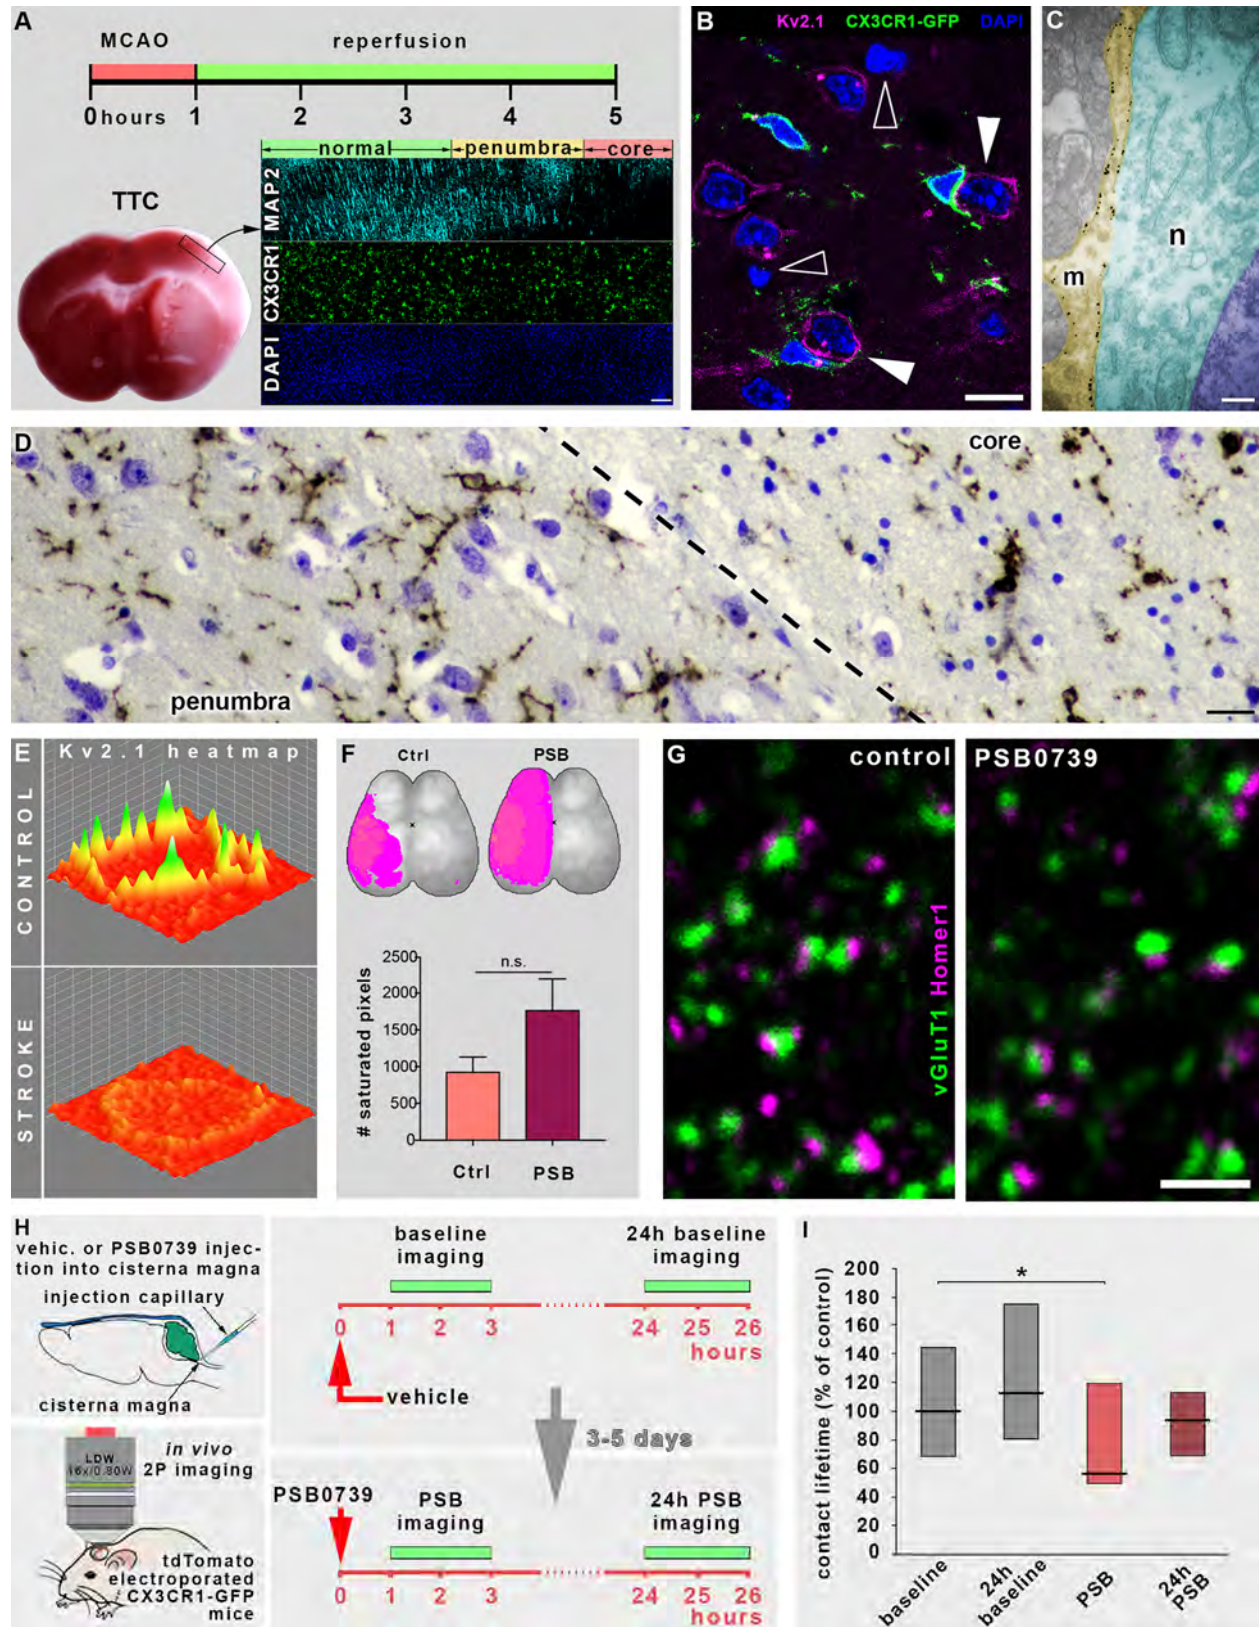 A
MCAO
reperfusion
0 hours 1 2 3 4 5
normal penumbra core
TTC
MAP2
CX3CR1
DAPI
B
Kv2.1 CX3CR1-GFP DAPI
C
m
n
D
core
penumbra
E
Kv2.1 heatmap
CONTROL
STROKE
F
Ctrl PSB
# saturated pixels
2500
2000
1500
1000
500
0
n.s.
Ctrl PSB
G
control
vGluT1 Homer1
PSB0739
H
vehic. or PSB0739 injec-
tion into cisterna magna
injection capillary
cisterna magna
in vivo
2P imaging
LDW
16x/0.80W
tdTomato
electroporated
CX3CR1-GFP
mice
baseline
imaging
24h baseline
imaging
0 1 2 3 24 25 26
hours
vehicle
3-5 days
PSB0739
PSB
imaging
24h PSB
imaging
0 1 2 3 24 25 26
hours
I
contact lifetime (% of control)
200
180
160
140
120
100
80
60
40
20
0
*
baseline
24h
baseline
PSB
24h
PSB